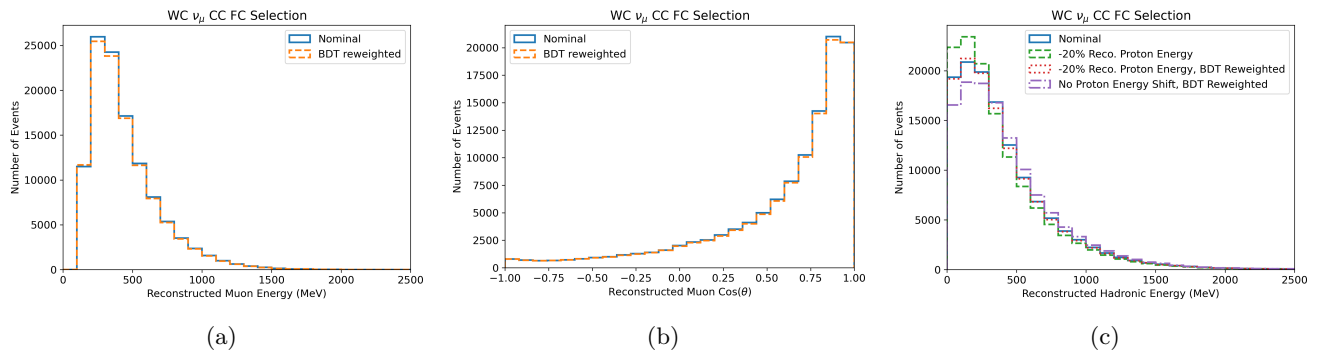 WC νμ CC FC Selection
Number of Events
25000
20000
15000
10000
5000
0
0 500 1000 1500 2000 2500
Reconstructed Muon Energy (MeV)
Nominal
BDT reweighted
(a)
WC νμ CC FC Selection
Number of Events
20000
17500
15000
12500
10000
7500
5000
2500
0
−1.00 −0.75 −0.50 −0.25 0.00 0.25 0.50 0.75 1.00
Reconstructed Muon Cos(θ)
Nominal
BDT reweighted
(b)
WC νμ CC FC Selection
Number of Events
20000
15000
10000
5000
0
0 500 1000 1500 2000 2500
Reconstructed Hadronic Energy (MeV)
Nominal
-20% Reco. Proton Energy
-20% Reco. Proton Energy, BDT Reweighted
No Proton Energy Shift, BDT Reweighted
(c)